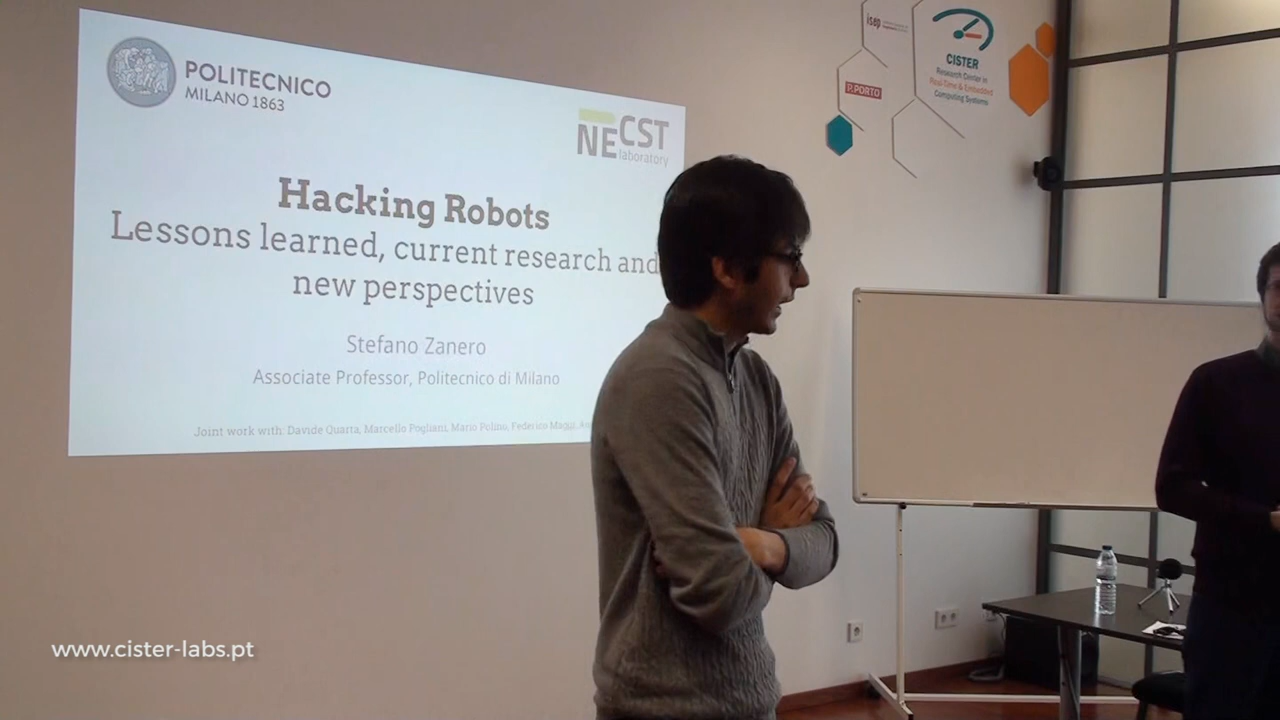 POLITECNICO
MILANO 1863
NECST
laboratory
Hacking Robots
Lessons learned, current research and
new perspectives
Stefano Zanero
Associate Professor, Politecnico di Milano
Joint work with: Davide Quarta, Marcello Pogliani, Mario Polino, Federico Maggi,
isep
P.PORTO
CISTER
Research Center in
Real-Time & Embedded
Computing Systems
www.cister-labs.pt